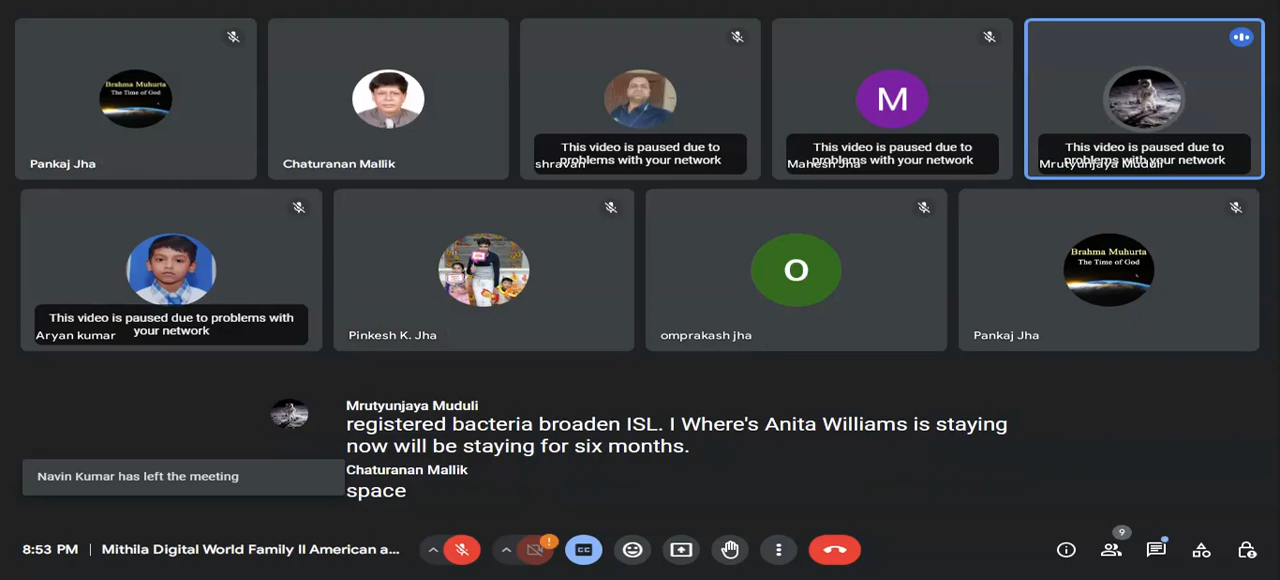 Brahma Muhurta
The Time of God
Pankaj Jha
Chaturanan Mallik
This video is paused due to
problems with your network
shravan
M
This video is paused due to
problems with your network
Mahesh Jha
This video is paused due to
problems with your network
Mrutyunjaya Muduli
This video is paused due to problems with
your network
Aryan kumar
Pinkesh K. Jha
O
omprakash jha
Brahma Muhurta
The Time of God
Pankaj Jha
Mrutyunjaya Muduli
registered bacteria broaden ISL. I Where's Anita Williams is staying
now will be staying for six months.
Navin Kumar has left the meeting
Chaturanan Mallik
space
8:53 PM | Mithila Digital World Family II American a...
CC
9